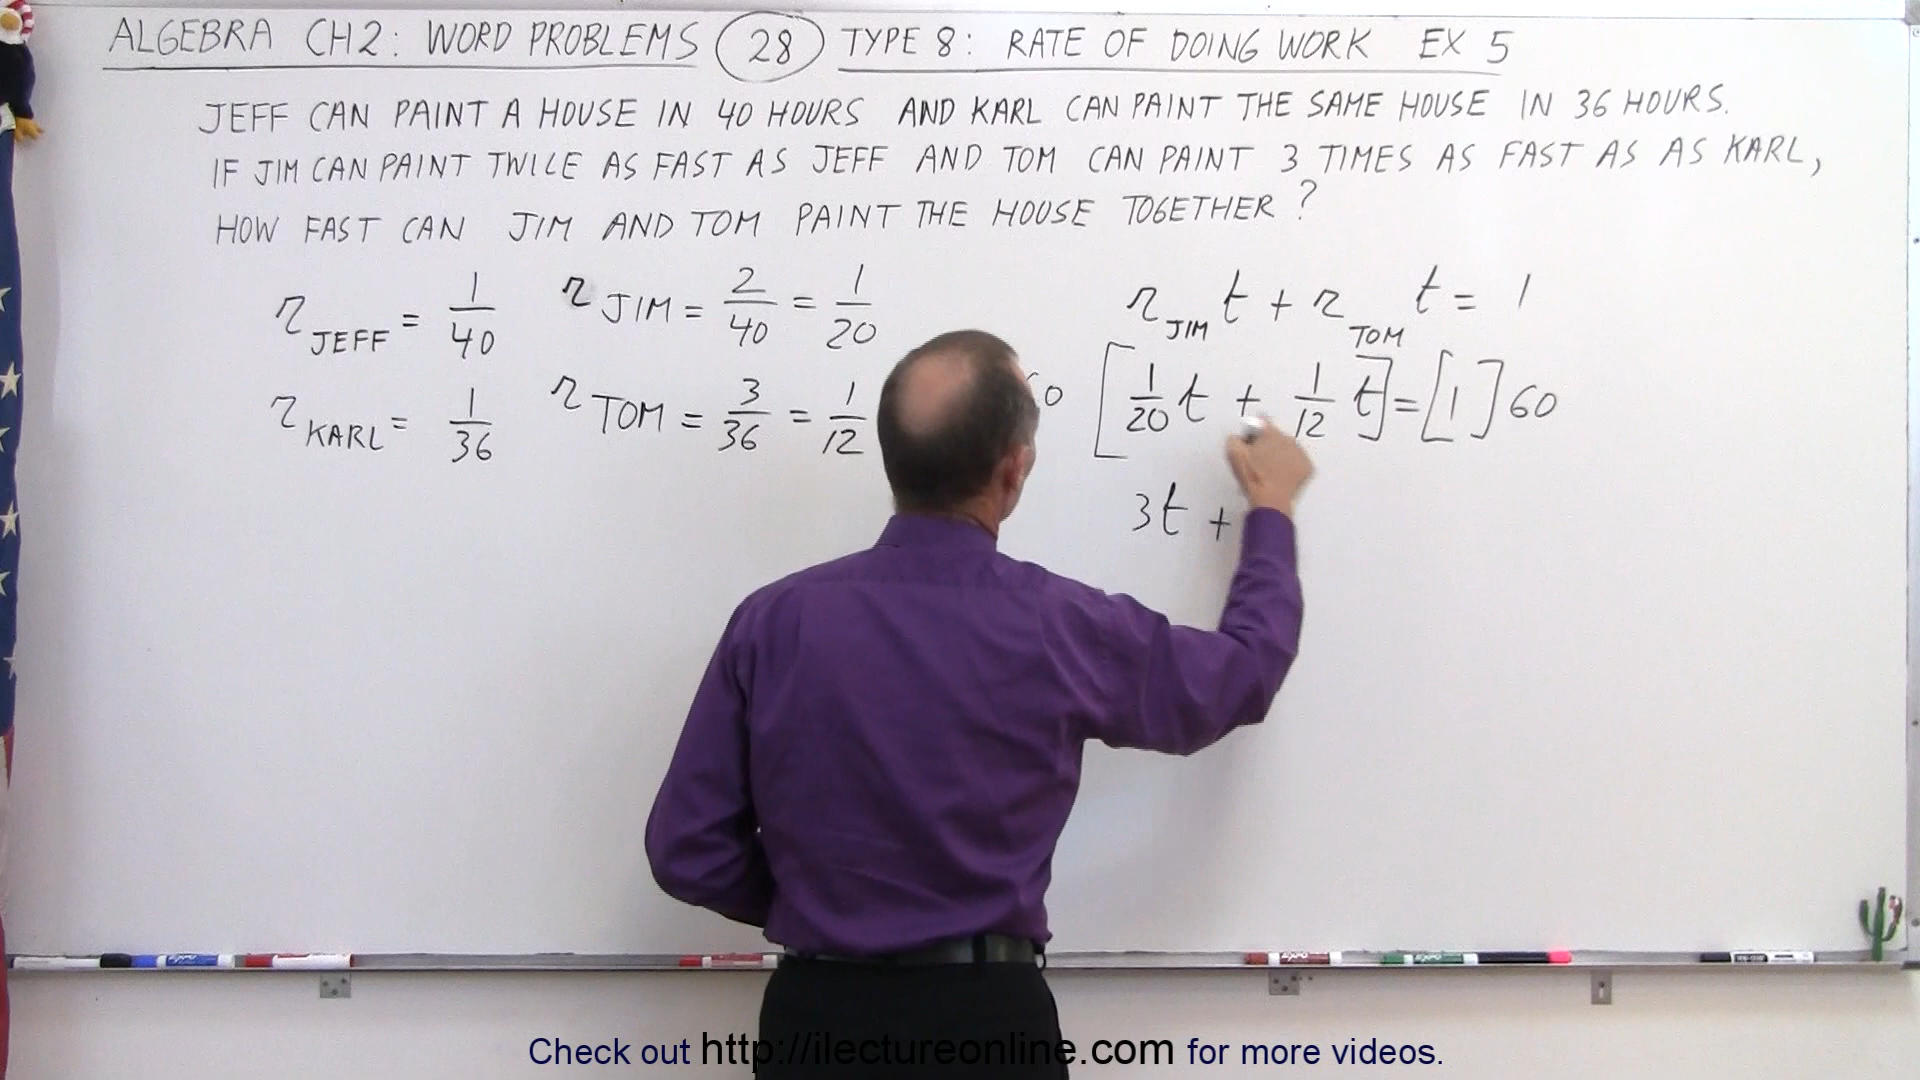 ALGEBRA CH2: WORD PROBLEMS 28 TYPE 8: RATE OF DOING WORK EX 5
JEFF CAN PAINT A HOUSE IN 40 HOURS AND KARL CAN PAINT THE SAME HOUSE IN 36 HOURS.
IF JIM CAN PAINT TWICE AS FAST AS JEFF AND TOM CAN PAINT 3 TIMES AS FAST AS AS KARL,
HOW FAST CAN JIM AND TOM PAINT THE HOUSE TOGETHER?
r JEFF = 1/40 r JIM = 2/40 = 1/20
r JIM t + r TOM t = 1
r KARL = 1/36 r TOM = 3/36 = 1/12
[1/20 t + 1/12 t] = [1] 60
3t +
Check out http://ilectureonline.com for more videos.